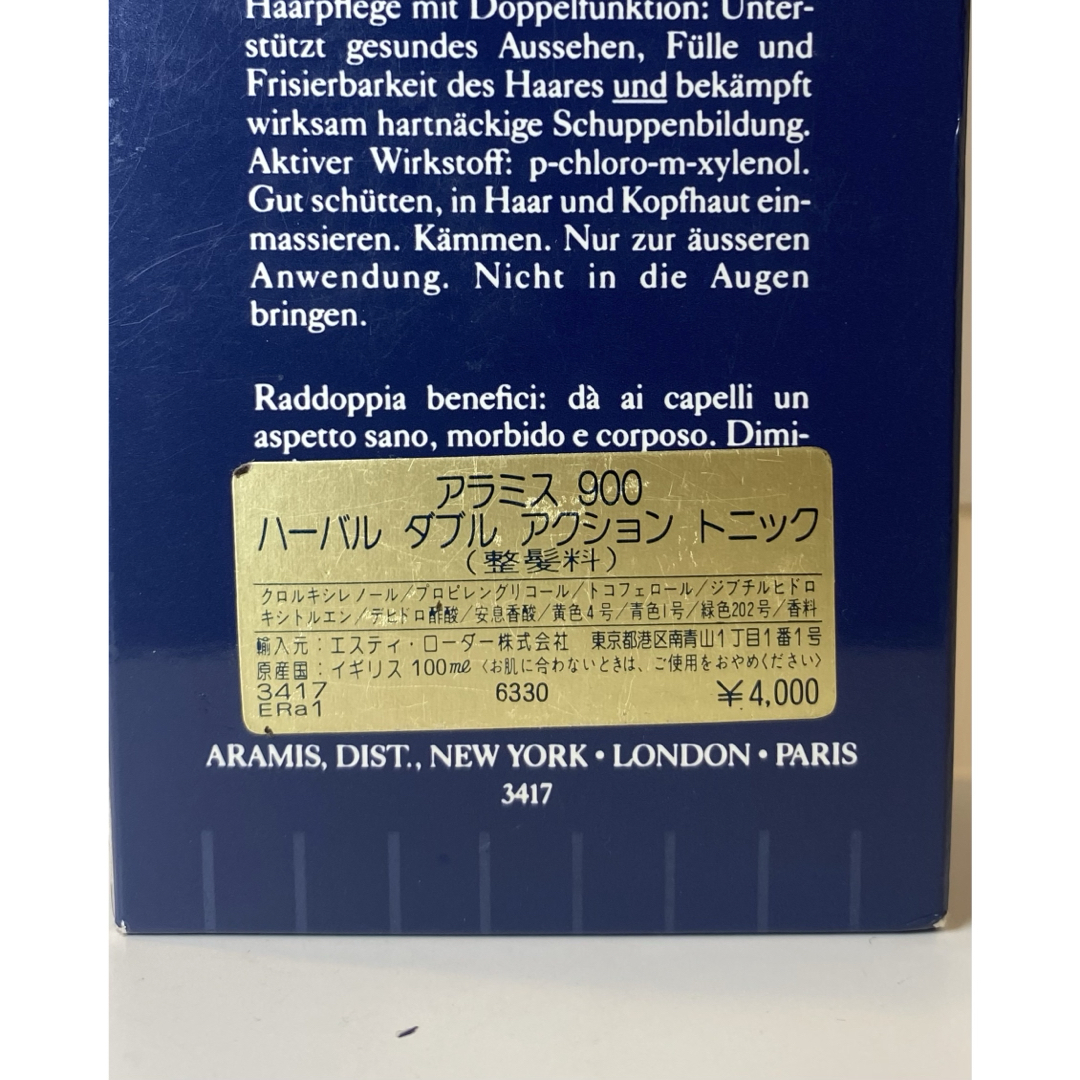 Haarpflege mit Doppelfunktion: Unter-
stützt gesundes Aussehen, Fülle und
Frisierbarkeit des Haares und bekämpft
wirksam hartnäckige Schuppenbildung.
Aktiver Wirkstoff: p-chloro-m-xylenol.
Gut schütten, in Haar und Kopfhaut ein-
massieren. Kämmen. Nur zur äusseren
Anwendung. Nicht in die Augen
bringen.
Raddoppia benefici: dà ai capelli un
aspetto sano, morbido e corposo. Dimi-
アラミス 900
ハーバル ダブル アクション トニック
(整髪料)
クロルキシレノール/プロピレングリコール/トコフェロール/ジブチルヒドロ
キシトルエン/デヒドロ酢酸/安息香酸/黄色4号/青色1号/緑色202号/香料
輸入元:エスティ・ローダー株式会社 東京都港区南青山1丁目1番1号
原産国:イギリス 100ml 〈お肌に合わないときは、ご使用をおやめください〉
3417 6330 ¥4,000
ERa1
ARAMIS, DIST., NEW YORK • LONDON • PARIS
3417